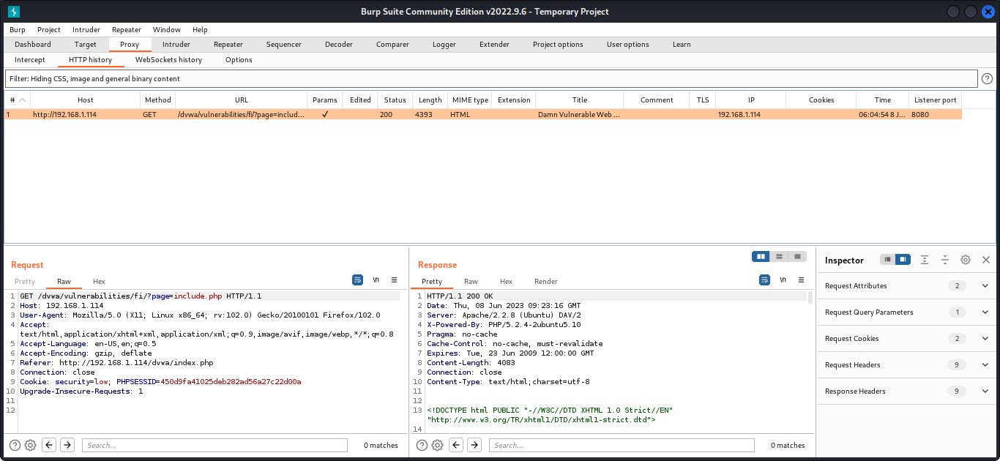 Burp Suite Community Edition v2022.9.6 - Temporary Project
Burp Project Intruder Repeater Window Help
Dashboard Target Proxy Intruder Repeater Sequencer Decoder Comparer Logger Extender Project options User options Learn
Intercept HTTP history WebSockets history Options
Filter: Hiding CSS, image and general binary content
# Host Method URL Params Edited Status Length MIME type Extension Title Comment TLS IP Cookies Time Listener port
1 http://192.168.1.114 GET /dvwa/vulnerabilities/fi/?page=includ... ✓ 200 4393 HTML Damn Vulnerable Web ... 192.168.1.114 06:04:54 8 J... 8080
Request
Pretty Raw Hex \n
1 GET /dvwa/vulnerabilities/fi/?page=include.php HTTP/1.1
2 Host: 192.168.1.114
3 User-Agent: Mozilla/5.0 (X11; Linux x86_64; rv:102.0) Gecko/20100101 Firefox/102.0
4 Accept:
text/html,application/xhtml+xml,application/xml;q=0.9,image/avif,image/webp,*/*;q=0.8
5 Accept-Language: en-US,en;q=0.5
6 Accept-Encoding: gzip, deflate
7 Referer: http://192.168.1.114/dvwa/index.php
8 Connection: close
9 Cookie: security=low; PHPSESSID=450d9fa41025deb282ad56a27c22d00a
10 Upgrade-Insecure-Requests: 1
11
12
Search... 0 matches
Response
Pretty Raw Hex Render \n
1 HTTP/1.1 200 OK
2 Date: Thu, 08 Jun 2023 09:23:16 GMT
3 Server: Apache/2.2.8 (Ubuntu) DAV/2
4 X-Powered-By: PHP/5.2.4-2ubuntu5.10
5 Pragma: no-cache
6 Cache-Control: no-cache, must-revalidate
7 Expires: Tue, 23 Jun 2009 12:00:00 GMT
8 Content-Length: 4083
9 Connection: close
10 Content-Type: text/html;charset=utf-8
11
12
13 <!DOCTYPE html PUBLIC "-//W3C//DTD XHTML 1.0 Strict//EN"
"http://www.w3.org/TR/xhtml1/DTD/xhtml1-strict.dtd">
14
Search... 0 matches
Inspector
Request Attributes 2
Request Query Parameters 1
Request Cookies 2
Request Headers 9
Response Headers 9